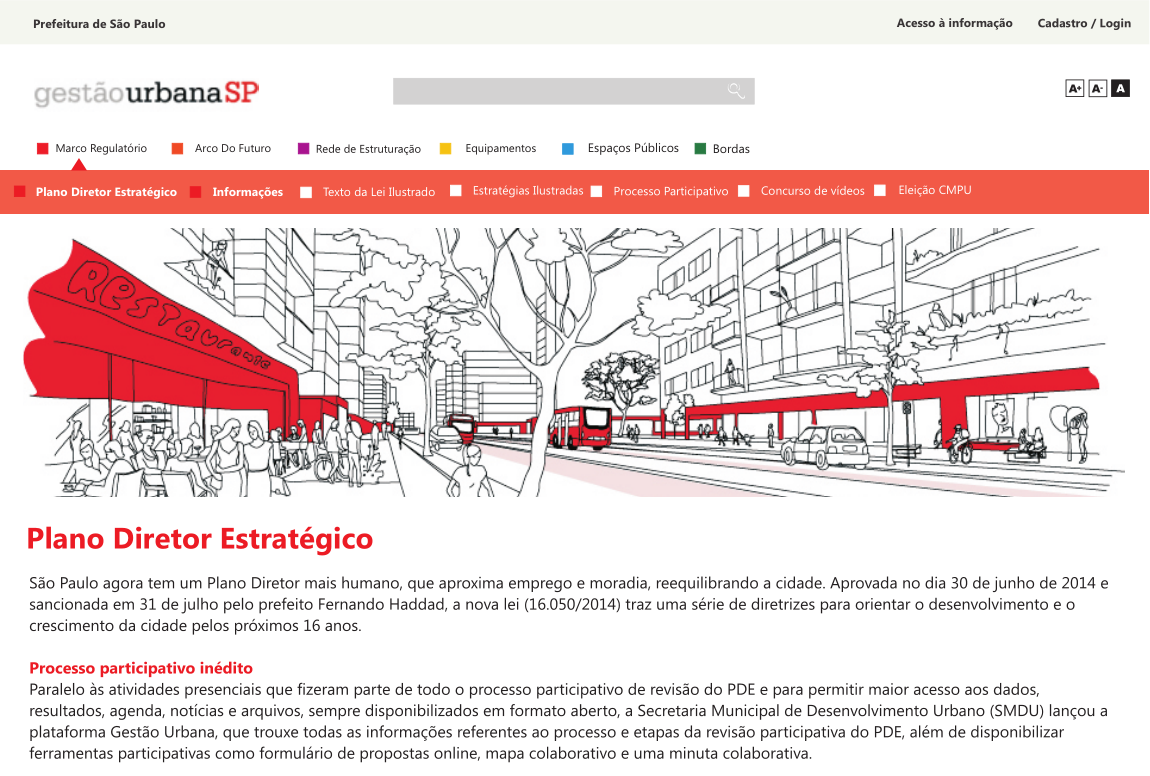 Prefeitura de São Paulo
Acesso à informação
Cadastro / Login
gestãourbanaSP
A+ A- A
Marco Regulatório
Arco Do Futuro
Rede de Estruturação
Equipamentos
Espaços Públicos
Bordas
Plano Diretor Estratégico
Informações
Texto da Lei Ilustrado
Estratégias Ilustradas
Processo Participativo
Concurso de vídeos
Eleição CMPU
Restaurante
Plano Diretor Estratégico
São Paulo agora tem um Plano Diretor mais humano, que aproxima emprego e moradia, reequilibrando a cidade. Aprovada no dia 30 de junho de 2014 e
sancionada em 31 de julho pelo prefeito Fernando Haddad, a nova lei (16.050/2014) traz uma série de diretrizes para orientar o desenvolvimento e o
crescimento da cidade pelos próximos 16 anos.
Processo participativo inédito
Paralelo às atividades presenciais que fizeram parte de todo o processo participativo de revisão do PDE e para permitir maior acesso aos dados,
resultados, agenda, notícias e arquivos, sempre disponibilizados em formato aberto, a Secretaria Municipal de Desenvolvimento Urbano (SMDU) lançou a
plataforma Gestão Urbana, que trouxe todas as informações referentes ao processo e etapas da revisão participativa do PDE, além de disponibilizar
ferramentas participativas como formulário de propostas online, mapa colaborativo e uma minuta colaborativa.